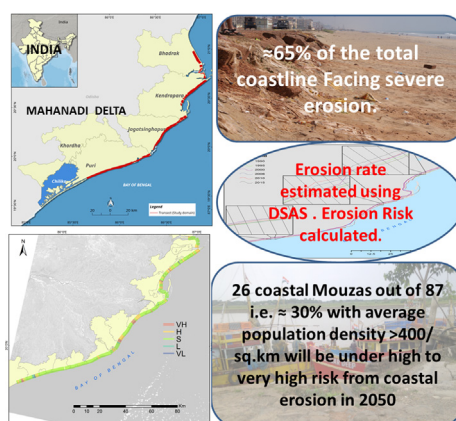 INDIA
MAHANADI DELTA
Bhadrak
Kendrapara
Jagatsinghapur
Khordha
Puri
Chilika
BAY OF BENGAL
Legend
≈65% of the total
coastline Facing severe
erosion.
Erosion rate
estimated using
DSAS . Erosion Risk
calculated.
N
VH
H
S
L
VL
BAY OF BENGAL
0 20 40 80
26 coastal Mouzas out of 87
i.e. ≈ 30% with average
population density >400/
sq.km will be under high to
very high risk from coastal
erosion in 2050